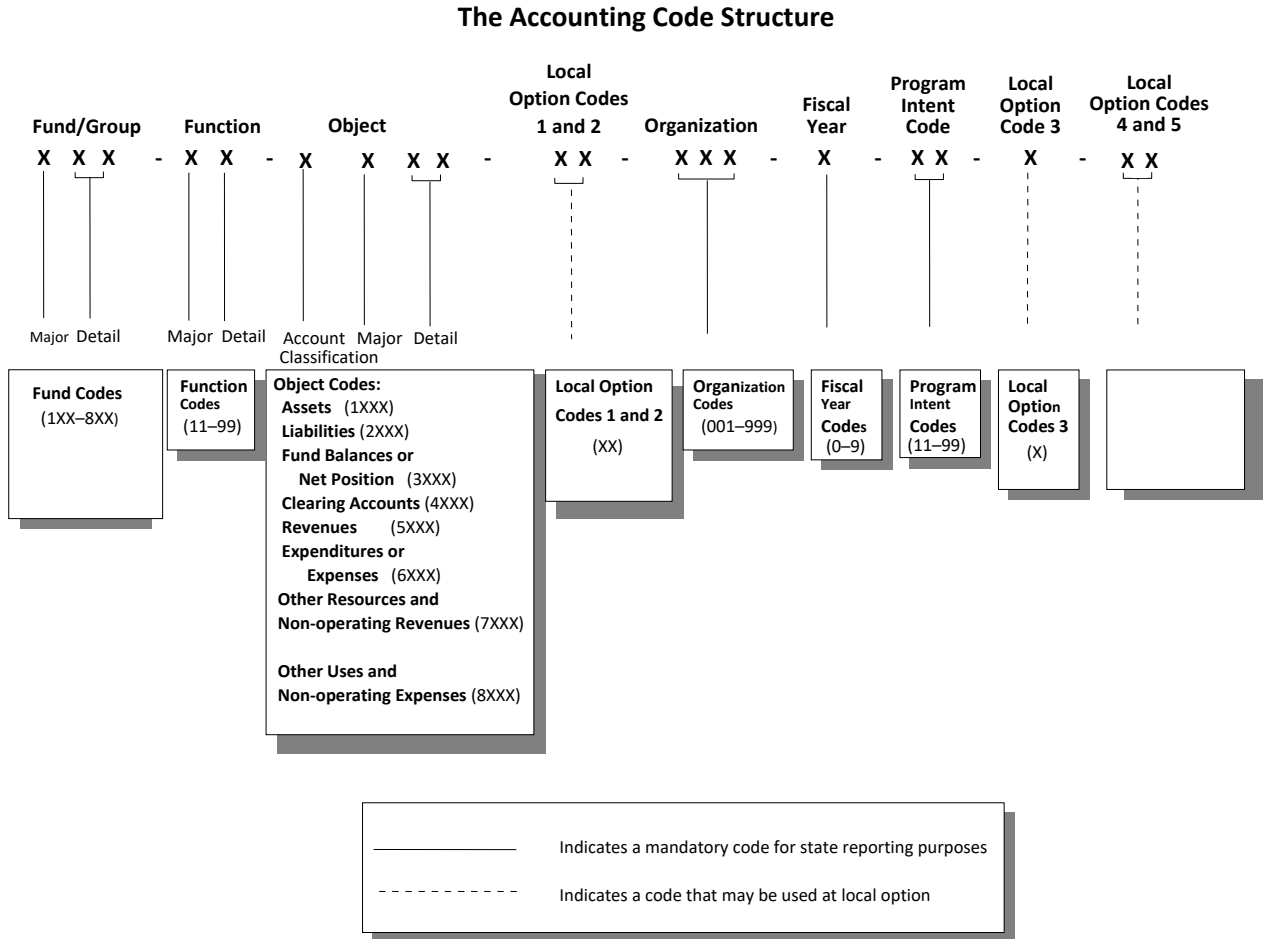 The Accounting Code Structure
Local
Option Codes
1 and 2
Program
Intent
Code
Local
Option
Code 3
Local
Option Codes
4 and 5
Fiscal
Year
Fund/Group Function Object Organization
X X X - X X - X X X X - X X - X X X - X - X X - X - X X
Major Detail Major Detail Account Major Detail
Classification
Fund Codes
(1XX–8XX)
Function
Codes
(11–99)
Object Codes:
Assets (1XXX)
Liabilities (2XXX)
Fund Balances or
Net Position (3XXX)
Clearing Accounts (4XXX)
Revenues (5XXX)
Expenditures or
Expenses (6XXX)
Other Resources and
Non-operating Revenues (7XXX)
Other Uses and
Non-operating Expenses (8XXX)
Local Option
Codes 1 and 2
(XX)
Organization
Codes
(001–999)
Fiscal
Year
Codes
(0–9)
Program
Intent
Codes
(11–99)
Local
Option
Codes 3
(X)
Indicates a mandatory code for state reporting purposes
Indicates a code that may be used at local option